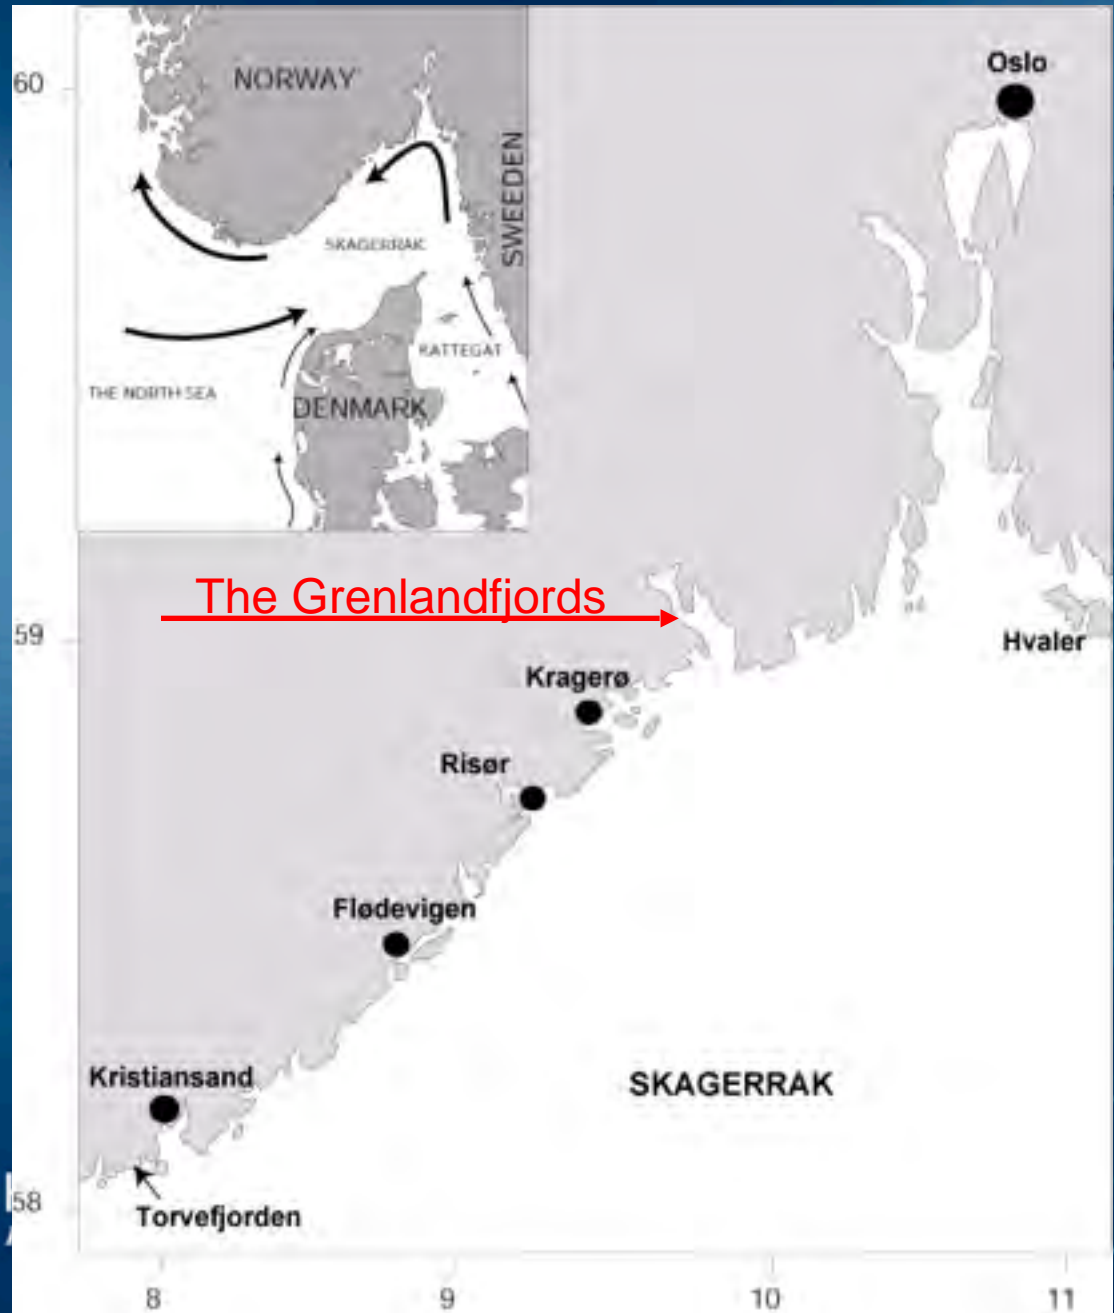 60
NORWAY
Oslo
SWEEDEN
SKAGERRAK
KATTEGAT
THE NORTH SEA
DENMARK
The Grenlandfjords
59
Hvaler
Kragerø
Risør
Flødevigen
Kristiansand
SKAGERRAK
58
Torvefjorden
8
9
10
11